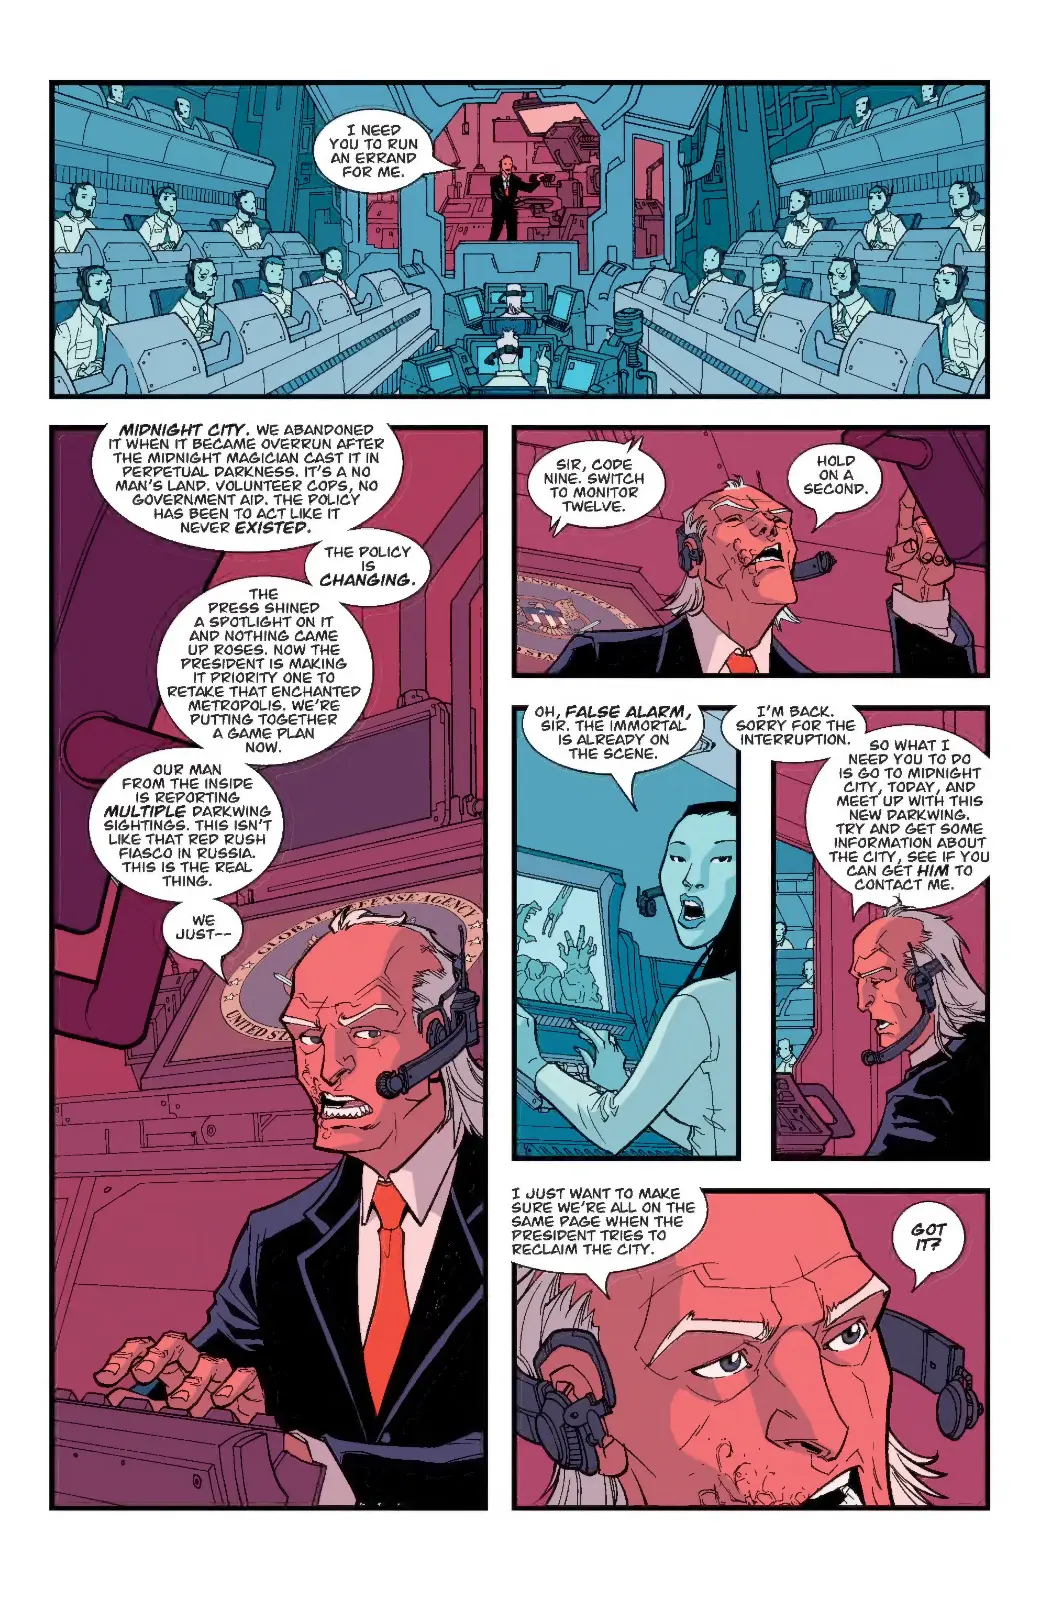 I NEED
YOU TO RUN
AN ERRAND
FOR ME.
MIDNIGHT CITY. WE ABANDONED
IT WHEN IT BECAME OVERRUN AFTER
THE MIDNIGHT MAGICIAN CAST IT IN
PERPETUAL DARKNESS. IT'S A NO
MAN'S LAND. VOLUNTEER COPS, NO
GOVERNMENT AID. THE POLICY
HAS BEEN TO ACT LIKE IT
NEVER EXISTED.
THE POLICY
IS
CHANGING.
THE
PRESS SHINED
A SPOTLIGHT ON IT
AND NOTHING CAME
UP ROSES. NOW THE
PRESIDENT IS MAKING
IT PRIORITY ONE TO
RETAKE THAT ENCHANTED
METROPOLIS. WE'RE
PUTTING TOGETHER
A GAME PLAN
NOW.
OUR MAN
FROM THE INSIDE
IS REPORTING
MULTIPLE DARKWING
SIGHTINGS. THIS ISN'T
LIKE THAT RED RUSH
FIASCO IN RUSSIA.
THIS IS THE REAL
THING.
WE
JUST--
GLOBAL DEFENSE AGENCY
UNITED STA
SIR, CODE
NINE. SWITCH
TO MONITOR
TWELVE.
HOLD
ON A
SECOND.
OH, FALSE ALARM,
SIR. THE IMMORTAL
IS ALREADY ON
THE SCENE.
I'M BACK.
SORRY FOR THE
INTERRUPTION.
SO WHAT I
NEED YOU TO DO
IS GO TO MIDNIGHT
CITY, TODAY, AND
MEET UP WITH THIS
NEW DARKWING.
TRY AND GET SOME
INFORMATION ABOUT
THE CITY, SEE IF YOU
CAN GET HIM TO
CONTACT ME.
I JUST WANT TO MAKE
SURE WE'RE ALL ON THE
SAME PAGE WHEN THE
PRESIDENT TRIES TO
RECLAIM THE CITY.
GOT
IT?